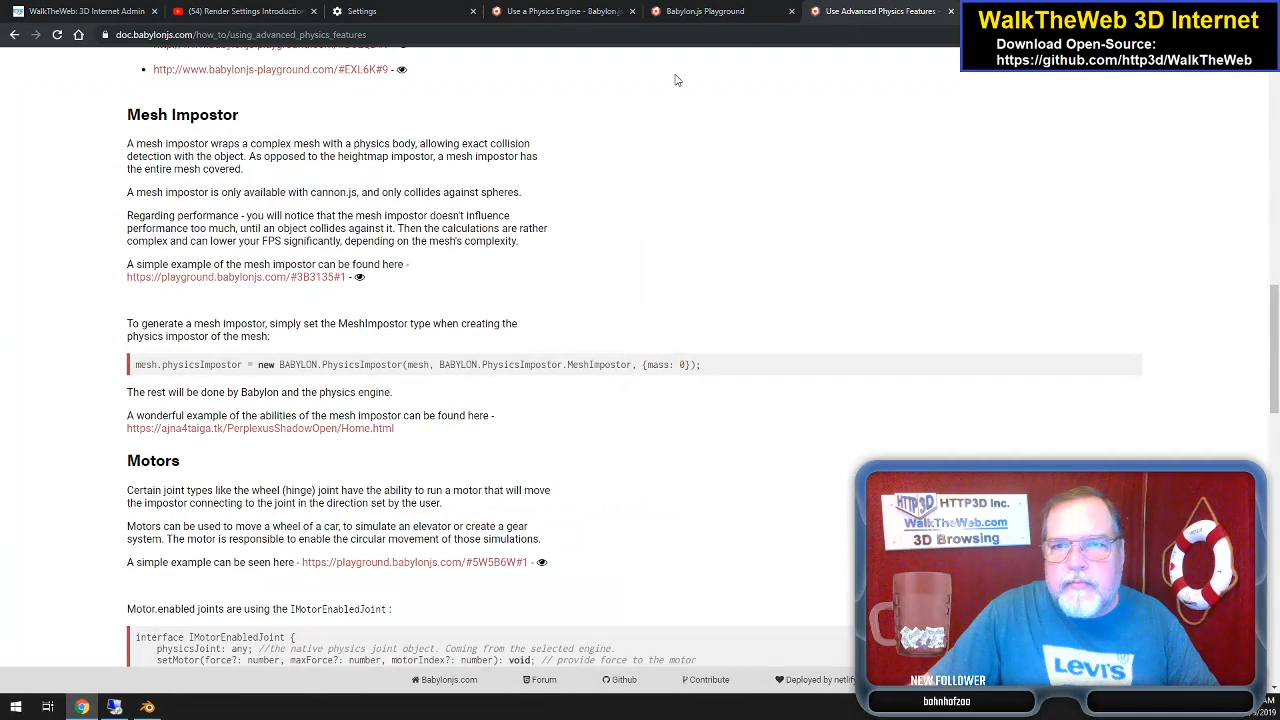 WalkTheWeb: 3D Internet Admin
(54) Render Settings Introduction
Settings
Use a Physics Engine - Babylon.js
Babylon.js Playground
Use Advanced Physics Features -
WalkTheWeb 3D Internet
Download Open-Source:
https://github.com/http3d/WalkTheWeb
doc.babylonjs.com/how_to/using_advanced_physics_features
http://www.babylonjs-playground.com/#EXL6K#9 -
Mesh Impostor
A mesh impostor wraps a complex mesh with a physics body, allowing exact collision
detection with the object. As opposed to the heightmap impostor, a mesh impostor has
the entire mesh covered.
A mesh impostor is only available with cannon.js, and only collides against spheres.
Regarding performance - you will notice that the mesh impostor doesn't influence
performance too much, until an object collides against it. Then the calculations are rather
complex and can lower your FPS significantly, depending on the mesh's complexity.
A simple example of the mesh impostor can be found here -
https://playground.babylonjs.com/#3B3135#1 -
To generate a mesh impostor, simply set the MeshImpostor type when creating the
physics impostor of the mesh:
mesh.physicsImpostor = new BABYLON.PhysicsImpostor(mesh, BABYLON.PhysicsImpostor.MeshImpostor, {mass: 0});
The rest will be done by Babylon and the physics engine.
A wonderful example of the abilities of the mesh impostor can be found here -
https://ajna4taiga.tk/PerplexusShadowOpen/Home.html
Motors
Certain joint types like the wheel (hinge) joint have the ability to run a motor that will move
the impostor connecting to the joint in the direction set by the user.
Motors can be used to move a wheel of a car, to simulate an elevator or create a gear
system. The motor is responsible to enable the circular movement of those simulations.
A simple example can be seen here - https://playground.babylonjs.com/#5W5B6W#1 -
Motor.enabled joints are using the IMotorEnabledJoint :
interface IMotorEnabledJoint {
physicsJoint: any; //the native physics joint object. Coming from the selected engine.
setMotor(force?: number, maxForce?: number, motorIndex?: number): void; // provide force to the motor
Babylon.js
Forum
Github
Contribute
Deployed by netlify
HTTP3D
HTTP3D Inc.
WalkTheWeb.com
3D Browsing
Levi's
NEW FOLLOWER
bahnhofzoo